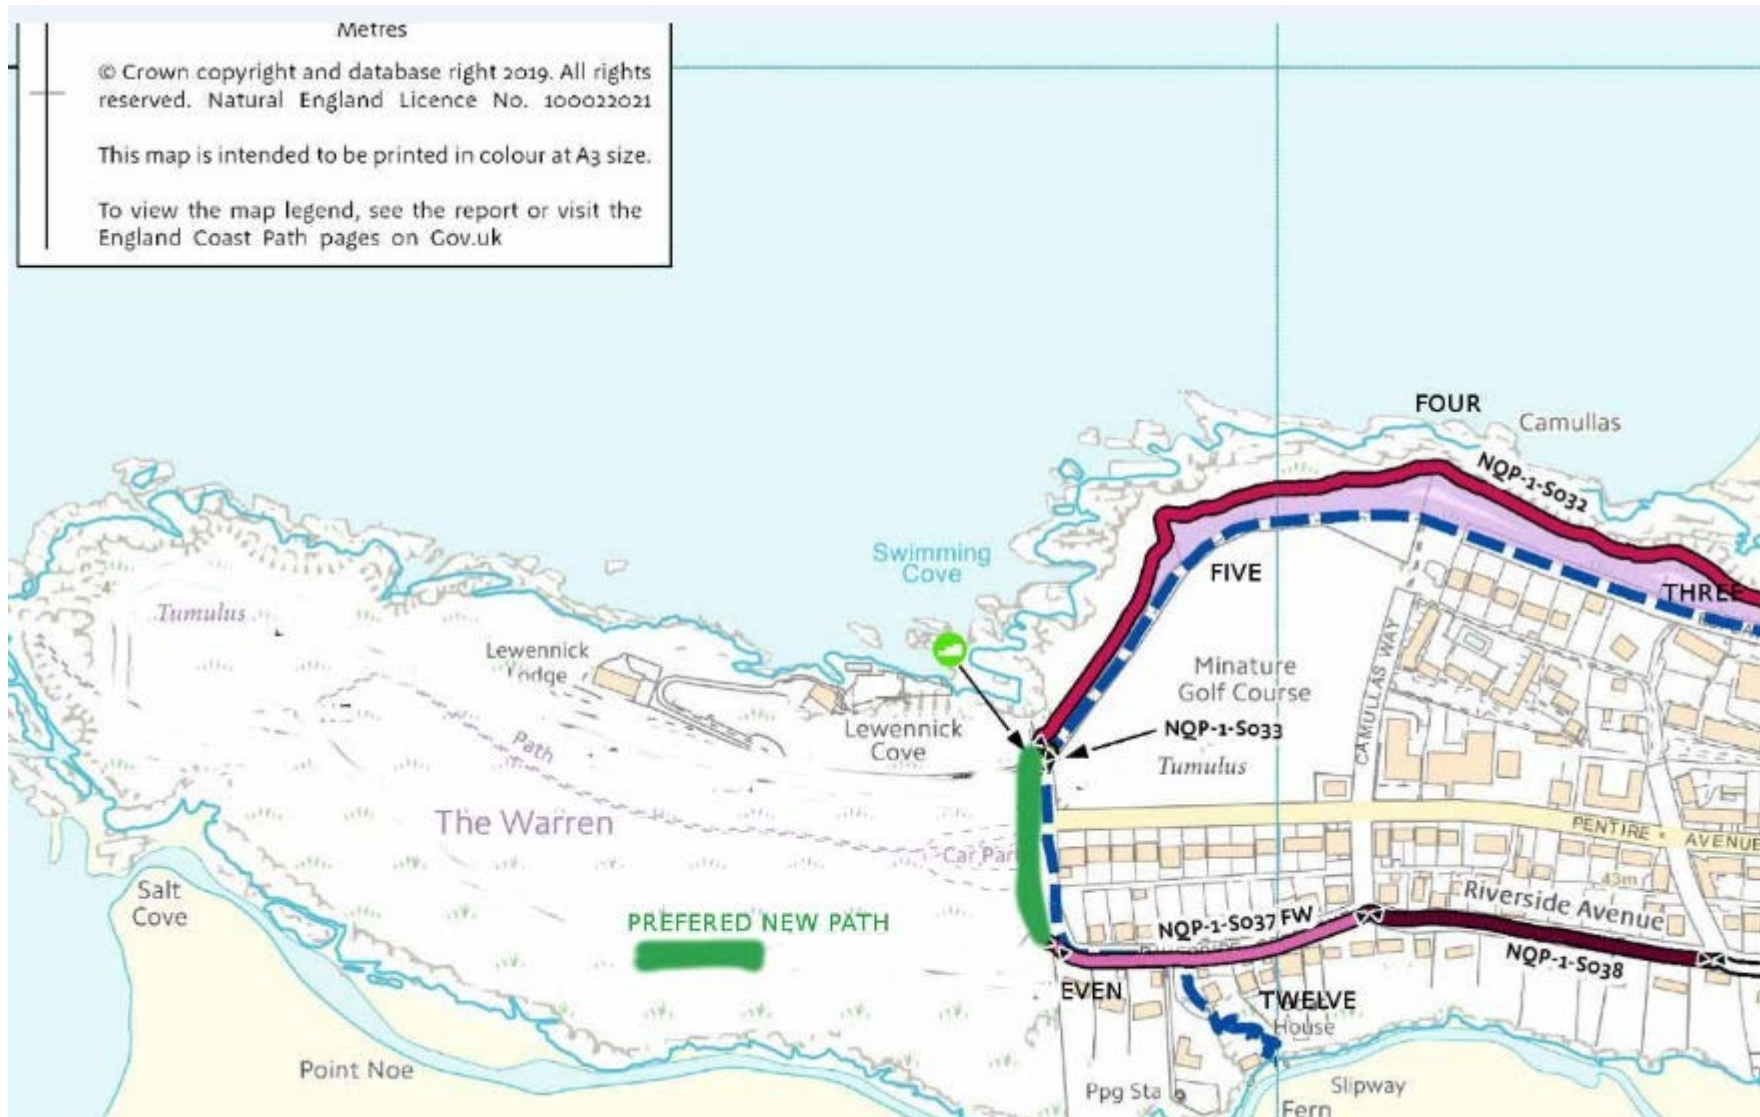 Metres
© Crown copyright and database right 2019. All rights
reserved. Natural England Licence No. 100022021
This map is intended to be printed in colour at A3 size.
To view the map legend, see the report or visit the
England Coast Path pages on Gov.uk
FOUR
Camullas
NQP-1-S032
Swimming
Cove
FIVE
THREE
Tumulus
Lewennick
Lodge
Minature
Golf Course
CAMULLAS WAY
Lewennick
Cove
NQP-1-S033
Path
Tumulus
The Warren
PENTIRE AVENUE
Car Par
43m
Salt
Cove
Riverside Avenue
PREFERED NEW PATH
NQP-1-S037 FW
NQP-1-S038
EVEN
TWELVE
House
Point Noe
Ppg Sta
Slipway
Fern